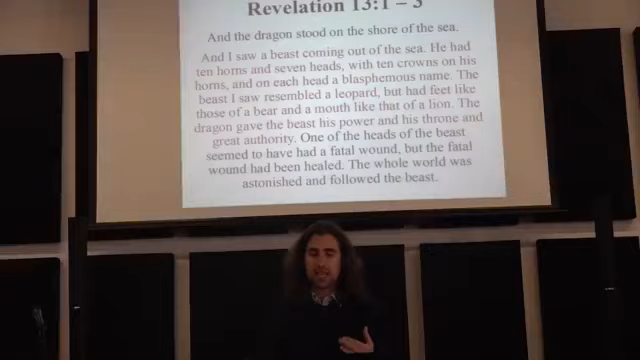 Revelation 13:1 – 3
And the dragon stood on the shore of the sea.
And I saw a beast coming out of the sea. He had
ten horns and seven heads, with ten crowns on his
horns, and on each head a blasphemous name. The
beast I saw resembled a leopard, but had feet like
those of a bear and a mouth like that of a lion. The
dragon gave the beast his power and his throne and
great authority. One of the heads of the beast
seemed to have had a fatal wound, but the fatal
wound had been healed. The whole world was
astonished and followed the beast.